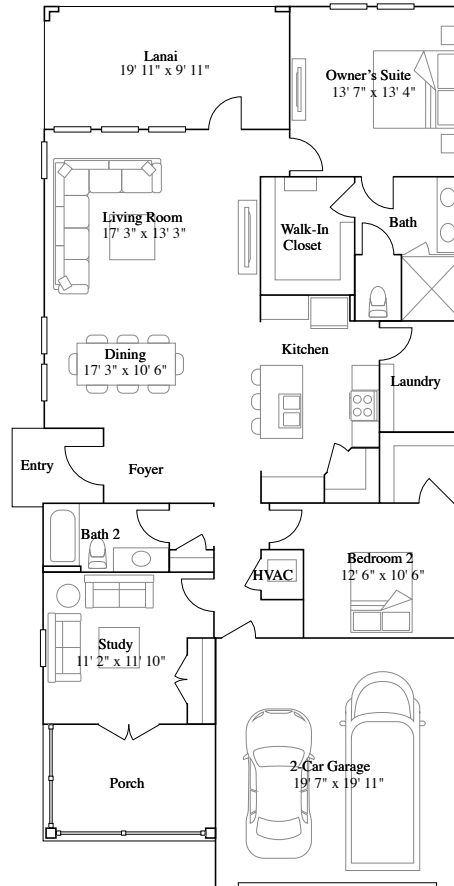 Lanai
19' 11" x 9' 11"
Owner's Suite
13' 7" x 13' 4"
Living Room
17' 3" x 13' 3"
Walk-In
Closet
Bath
Kitchen
Dining
17' 3" x 10' 6"
Laundry
Entry
Foyer
Bath 2
Bedroom 2
12' 6" x 10' 6"
HVAC
Study
11' 2" x 11' 10"
2-Car Garage
19' 7" x 19' 11"
Porch